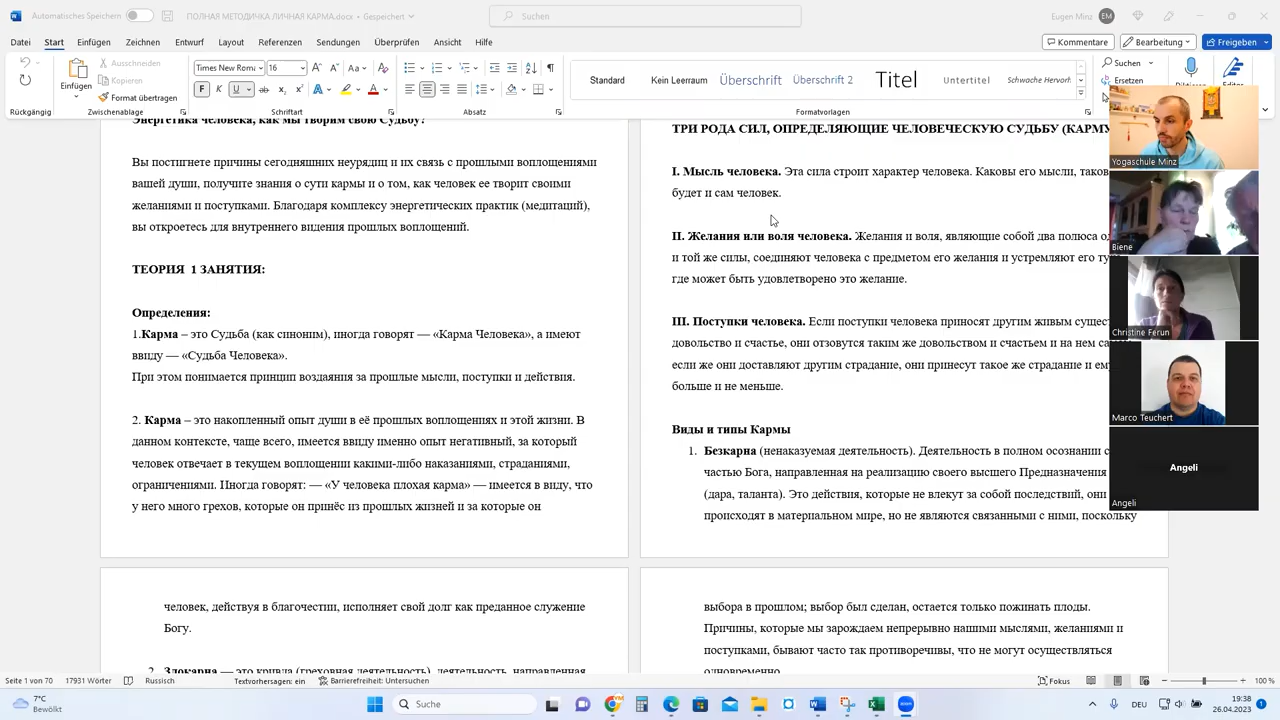 Automatisches Speichern
ПОЛНАЯ МЕТОДИЧКА ЛИЧНАЯ КАРМА.docx • Gespeichert
Suchen
Eugen Minz EM
Datei Start Einfügen Zeichnen Entwurf Layout Referenzen Sendungen Überprüfen Ansicht Hilfe
Kommentare Bearbeitung Freigeben
Einfügen
Ausschneiden
Kopieren
Format übertragen
Times New Roma 16
Standard Kein Leerraum Überschrift Überschrift 2 Titel Untertitel Schwache Hervorh.
Suchen
Ersetzen
Rückgängig Zwischenablage Schriftart Absatz Formatvorlagen
Энергетика человека, как мы творим свою Судьбу?
Вы постигнете причины сегодняшних неурядиц и их связь с прошлыми воплощениями
вашей души, получите знания о сути кармы и о том, как человек ее творит своими
желаниями и поступками. Благодаря комплексу энергетических практик (медитаций),
вы откроетесь для внутреннего видения прошлых воплощений.
ТЕОРИЯ 1 ЗАНЯТИЯ:
Определения:
1.Карма – это Судьба (как синоним), иногда говорят — «Карма Человека», а имеют
ввиду — «Судьба Человека».
При этом понимается принцип воздаяния за прошлые мысли, поступки и действия.
2. Карма – это накопленный опыт души в её прошлых воплощениях и этой жизни. В
данном контексте, чаще всего, имеется ввиду именно опыт негативный, за который
человек отвечает в текущем воплощении какими-либо наказаниями, страданиями,
ограничениями. Иногда говорят: — «У человека плохая карма» — имеется в виду, что
у него много грехов, которые он принёс из прошлых жизней и за которые он
человек, действуя в благочестии, исполняет свой долг как преданное служение
Богу.
2. Злокарма — это кривда (греховная деятельность), деятельность, направленная
ТРИ РОДА СИЛ, ОПРЕДЕЛЯЮЩИЕ ЧЕЛОВЕЧЕСКУЮ СУДЬБУ (КАРМУ
I. Мысль человека. Эта сила строит характер человека. Каковы его мысли, таков
будет и сам человек.
II. Желания или воля человека. Желания и воля, являющие собой два полюса о
и той же силы, соединяют человека с предметом его желания и устремляют его ту
где может быть удовлетворено это желание.
III. Поступки человека. Если поступки человека приносят другим живым сущес
довольство и счастье, они отзовутся таким же довольством и счастьем и на нем са
если же они доставляют другим страдание, они принесут такое же страдание и ем
больше и не меньше.
Виды и типы Кармы
1. Безкарма (ненаказуемая деятельность). Деятельность в полном осознании с
частью Бога, направленная на реализацию своего высшего Предназначения
(дара, таланта). Это действия, которые не влекут за собой последствий, они
происходят в материальном мире, но не являются связанными с ними, поскольку
выбора в прошлом; выбор был сделан, остается только пожинать плоды.
Причины, которые мы зарождаем непрерывно нашими мыслями, желаниями и
поступками, бывают часто так противоречивы, что не могут осуществляться
одновременно.
Yogaschule Minz
Biene
Christine Ferun
Marco Teuchert
Angeli
Angeli
Seite 1 von 70 17931 Wörter Russisch Textvorhersagen: ein Barrierefreiheit: Untersuchen Fokus 100 %
7°C
Bewölkt
Suche
DEU
19:38
26.04.2023